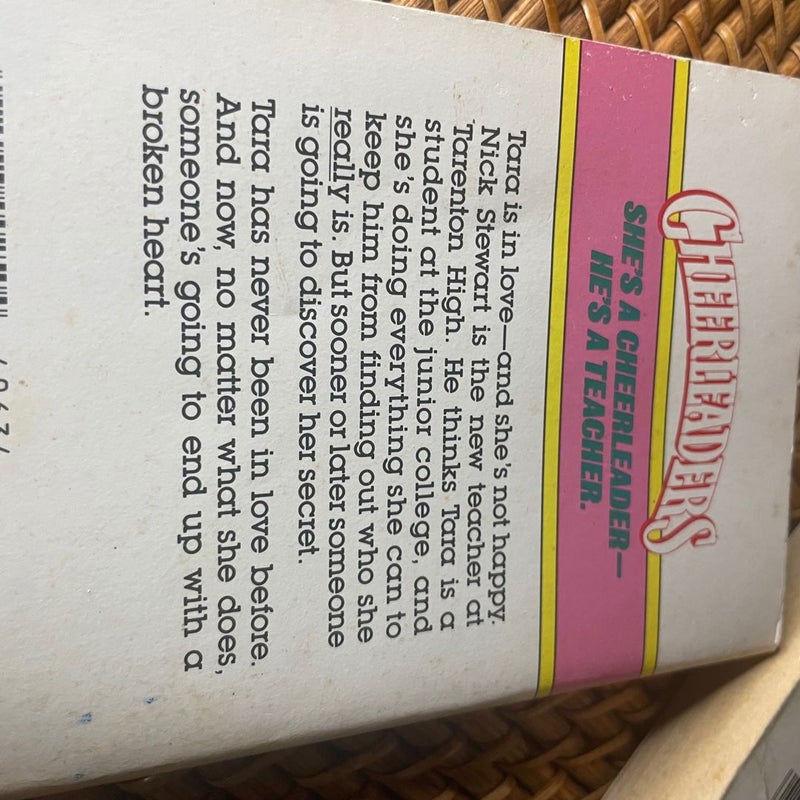 CHEERLEADERS
SHE'S A CHEERLEADER—
HE'S A TEACHER.
Tara is in love—and she's not happy.
Nick Stewart is the new teacher at
Tarenton High. He thinks Tara is a
student at the junior college, and
she's doing everything she can to
keep him from finding out who she
really is. But sooner or later someone
is going to discover her secret.
Tara has never been in love before.
And now, no matter what she does,
someone's going to end up with a
broken heart.